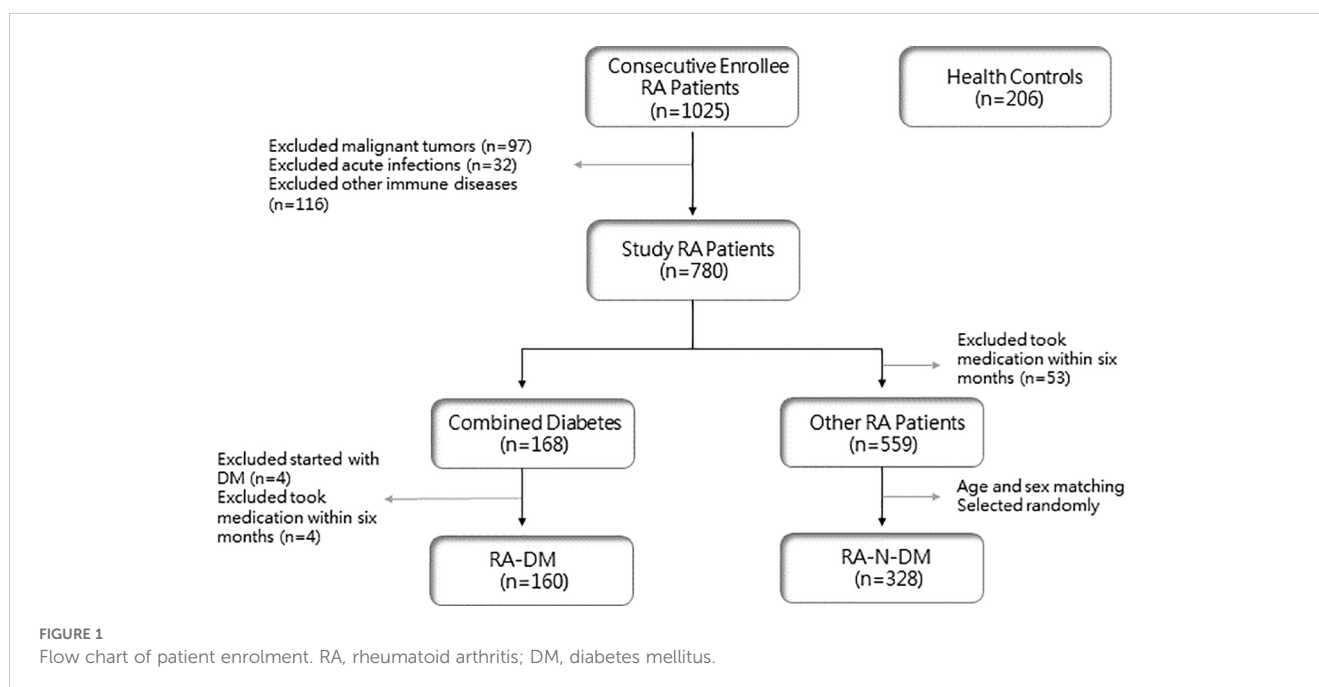 Consecutive Enrollee
RA Patients
(n=1025)
Health Controls
(n=206)
Excluded malignant tumors (n=97)
Excluded acute infections (n=32)
Excluded other immune diseases
(n=116)
Study RA Patients
(n=780)
Excluded took
medication within six
months (n=53)
Combined Diabetes
(n=168)
Other RA Patients
(n=559)
Excluded started with
DM (n=4)
Excluded took
medication within six
months (n=4)
Age and sex matching
Selected randomly
RA-DM
(n=160)
RA-N-DM
(n=328)
FIGURE 1
Flow chart of patient enrolment. RA, rheumatoid arthritis; DM, diabetes mellitus.